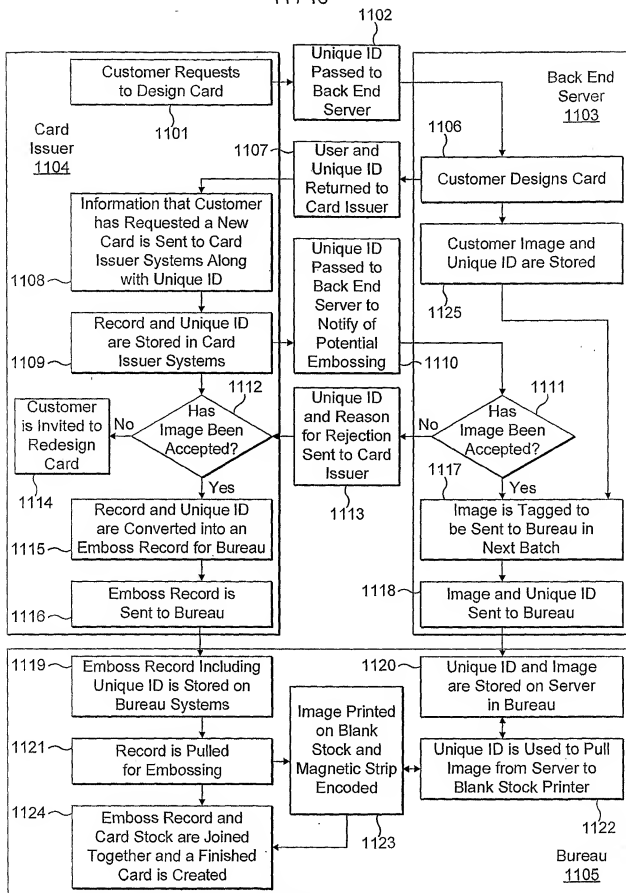 1102
Customer Requests
to Design Card
1101
Unique ID
Passed to
Back End
Server
Back End
Server
1103
Card
Issuer
1104
1107
User and
Unique ID
Returned to
Card Issuer
1106
Customer Designs Card
Information that Customer
has Requested a New
Card is Sent to Card
Issuer Systems Along
with Unique ID
1108
Unique ID
Passed to
Back End
Server to
Notify of
Potential
Embossing
1110
Customer Image and
Unique ID are Stored
1125
Record and Unique ID
are Stored in Card
Issuer Systems
1109
1112
Has
Image Been
Accepted?
No
Yes
Customer
is Invited to
Redesign
Card
1114
Unique ID
and Reason
for Rejection
Sent to Card
Issuer
1113
1111
Has
Image Been
Accepted?
No
Yes
1117
Image is Tagged to
be Sent to Bureau in
Next Batch
Record and Unique ID
are Converted into an
Emboss Record for Bureau
1115
Emboss Record is
Sent to Bureau
1116
1118
Image and Unique ID
Sent to Bureau
1119
Emboss Record Including
Unique ID is Stored on
Bureau Systems
1120
Unique ID and Image
are Stored on Server
in Bureau
1121
Record is Pulled
for Embossing
Image Printed
on Blank
Stock and
Magnetic Strip
Encoded
1123
Unique ID is Used to Pull
Image from Server to
Blank Stock Printer
1122
1124
Emboss Record and
Card Stock are Joined
Together and a Finished
Card is Created
Bureau
1105